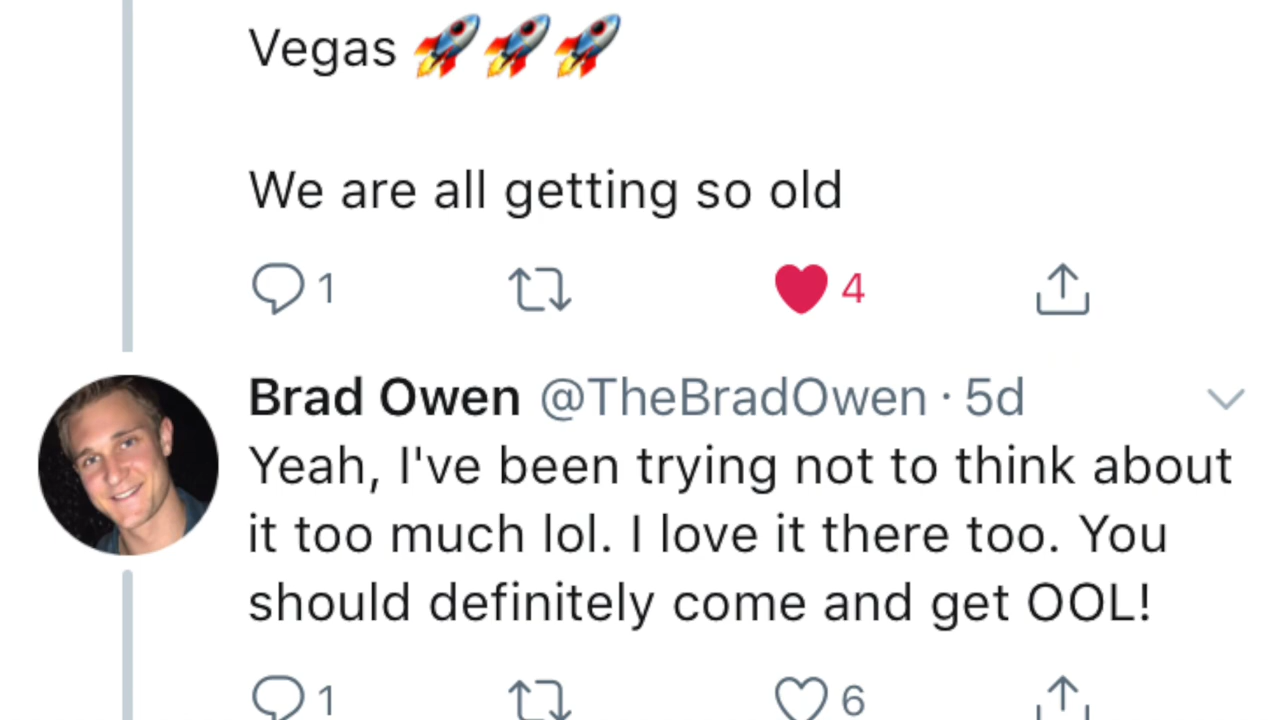 Vegas 🚀🚀🚀
We are all getting so old
1 4
Brad Owen @TheBradOwen · 5d
Yeah, I've been trying not to think about
it too much lol. I love it there too. You
should definitely come and get OOL!
1 6